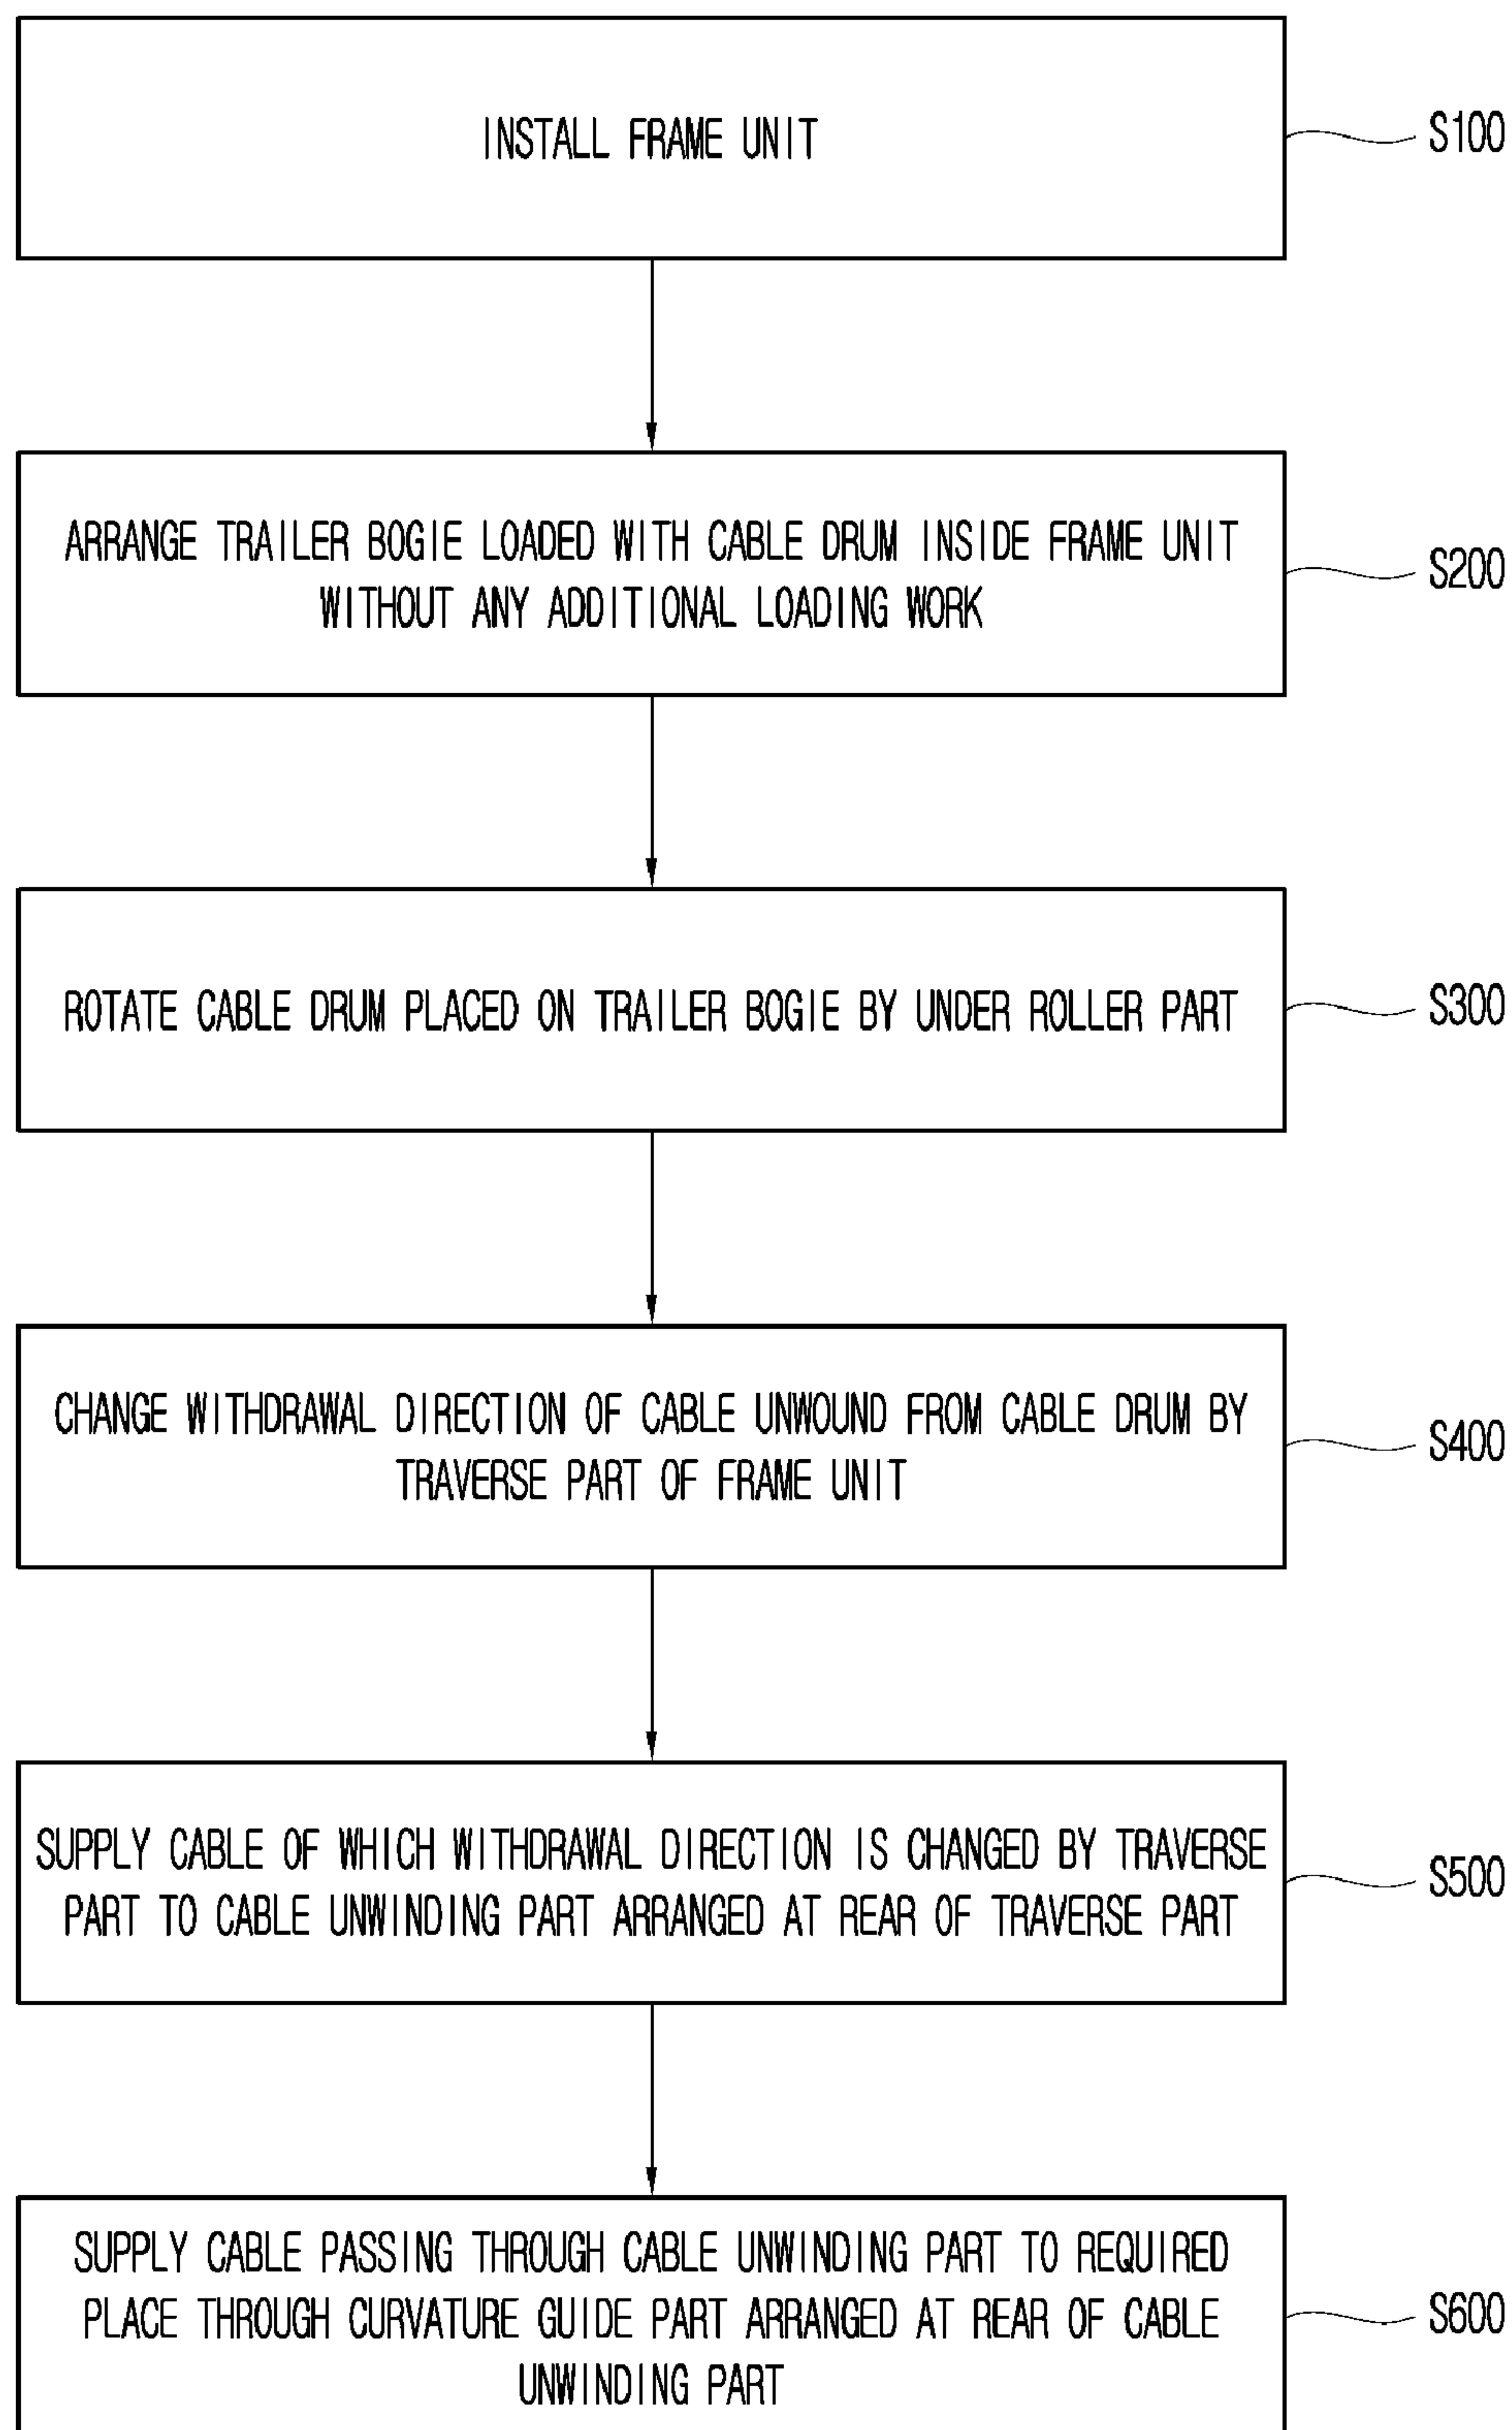 INSTALL FRAME UNIT
S100
ARRANGE TRAILER BOGIE LOADED WITH CABLE DRUM INSIDE FRAME UNIT
WITHOUT ANY ADDITIONAL LOADING WORK
S200
ROTATE CABLE DRUM PLACED ON TRAILER BOGIE BY UNDER ROLLER PART
S300
CHANGE WITHDRAWAL DIRECTION OF CABLE UNWOUND FROM CABLE DRUM BY
TRAVERSE PART OF FRAME UNIT
S400
SUPPLY CABLE OF WHICH WITHDRAWAL DIRECTION IS CHANGED BY TRAVERSE
PART TO CABLE UNWINDING PART ARRANGED AT REAR OF TRAVERSE PART
S500
SUPPLY CABLE PASSING THROUGH CABLE UNWINDING PART TO REQUIRED
PLACE THROUGH CURVATURE GUIDE PART ARRANGED AT REAR OF CABLE
UNWINDING PART
S600